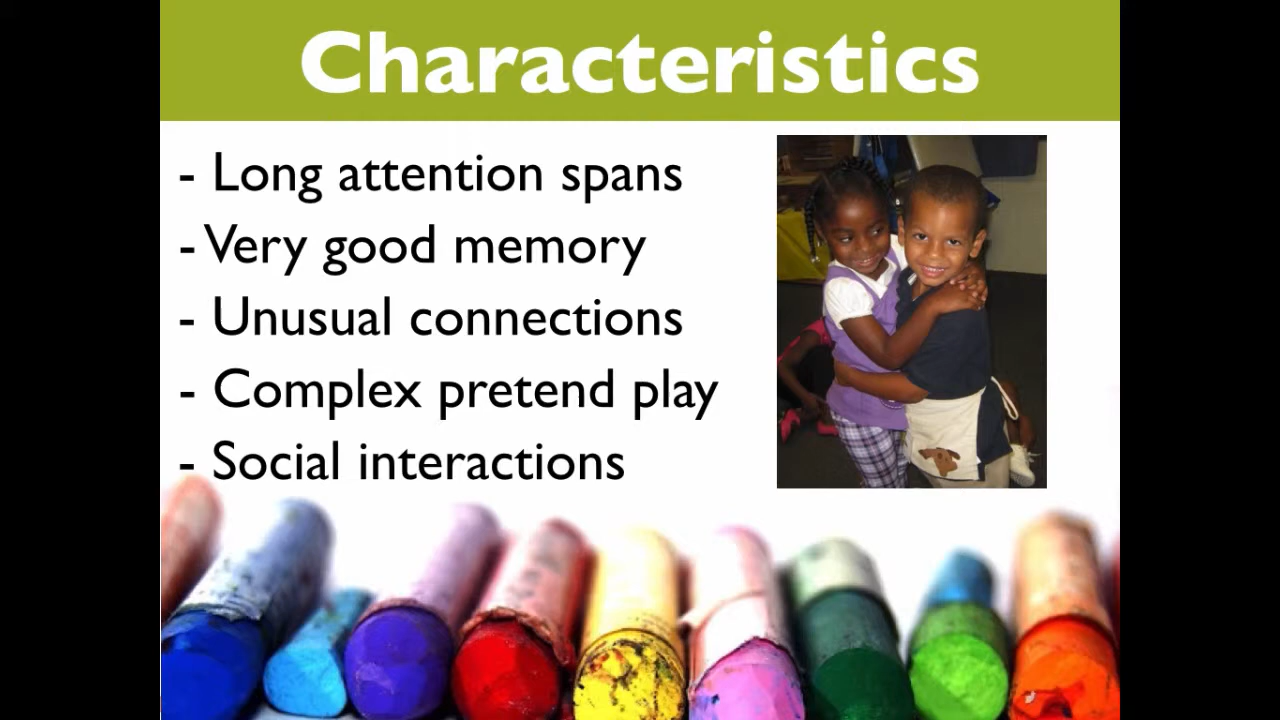 Characteristics
- Long attention spans
- Very good memory
- Unusual connections
- Complex pretend play
- Social interactions